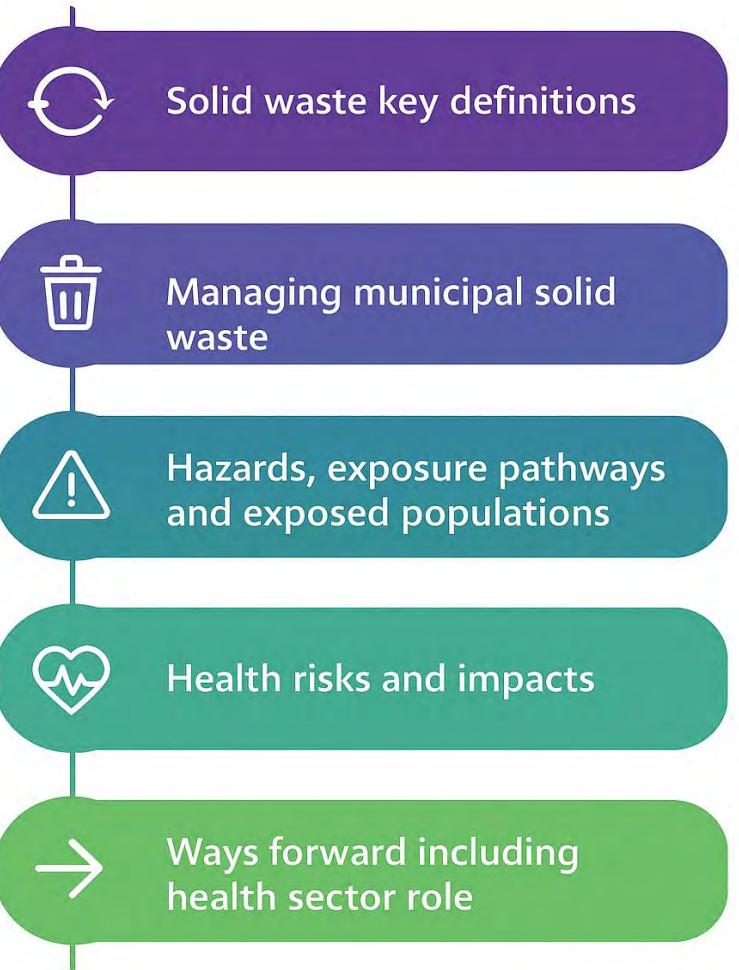 Solid waste key definitions
Managing municipal solid
waste
Hazards, exposure pathways
and exposed populations
Health risks and impacts
Ways forward including
health sector role